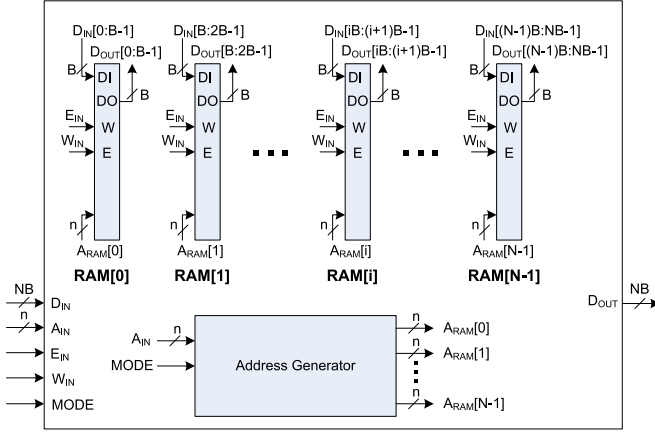 D_IN[0:B-1] D_IN[B:2B-1] D_IN[iB:(i+1)B-1] D_IN[(N-1)B:NB-1]
D_OUT[0:B-1] D_OUT[B:2B-1] D_OUT[iB:(i+1)B-1] D_OUT[(N-1)B:NB-1]
B DI B DI B DI B DI
DO B DO B DO B DO B
E_IN W E_IN W E_IN W E_IN W
W_IN E W_IN E W_IN E W_IN E
n n n n
A_RAM[0] A_RAM[1] A_RAM[i] A_RAM[N-1]
RAM[0] RAM[1] RAM[i] RAM[N-1]
NB D_IN
n A_IN
E_IN
W_IN
MODE
A_IN n
MODE
Address Generator
n A_RAM[0]
n A_RAM[1]
n A_RAM[N-1]
D_OUT NB